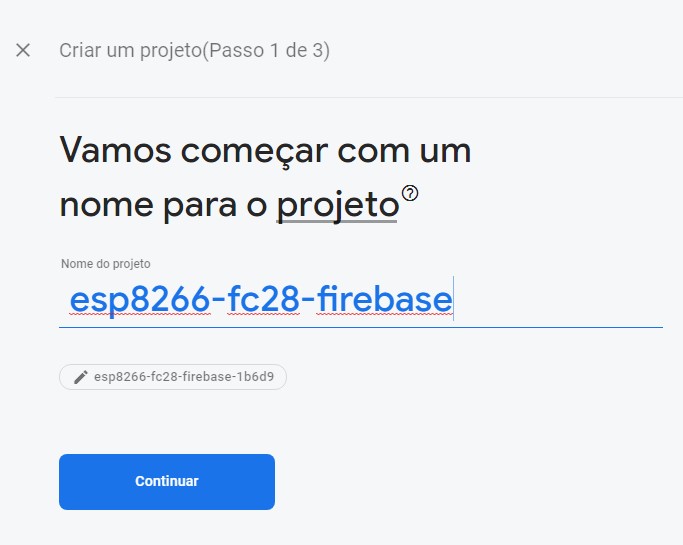 Criar um projeto(Passo 1 de 3)
Vamos começar com um
nome para o projeto
Nome do projeto
esp8266-fc28-firebase
esp8266-fc28-firebase-1b6d9
Continuar